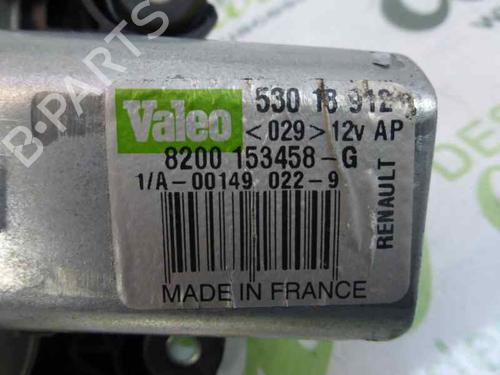 Valeo 530 18 912
<029> 12v AP
8200 153458-G
1/A-00149 022-9
RENAULT
MADE IN FRANCE
B-PARTS